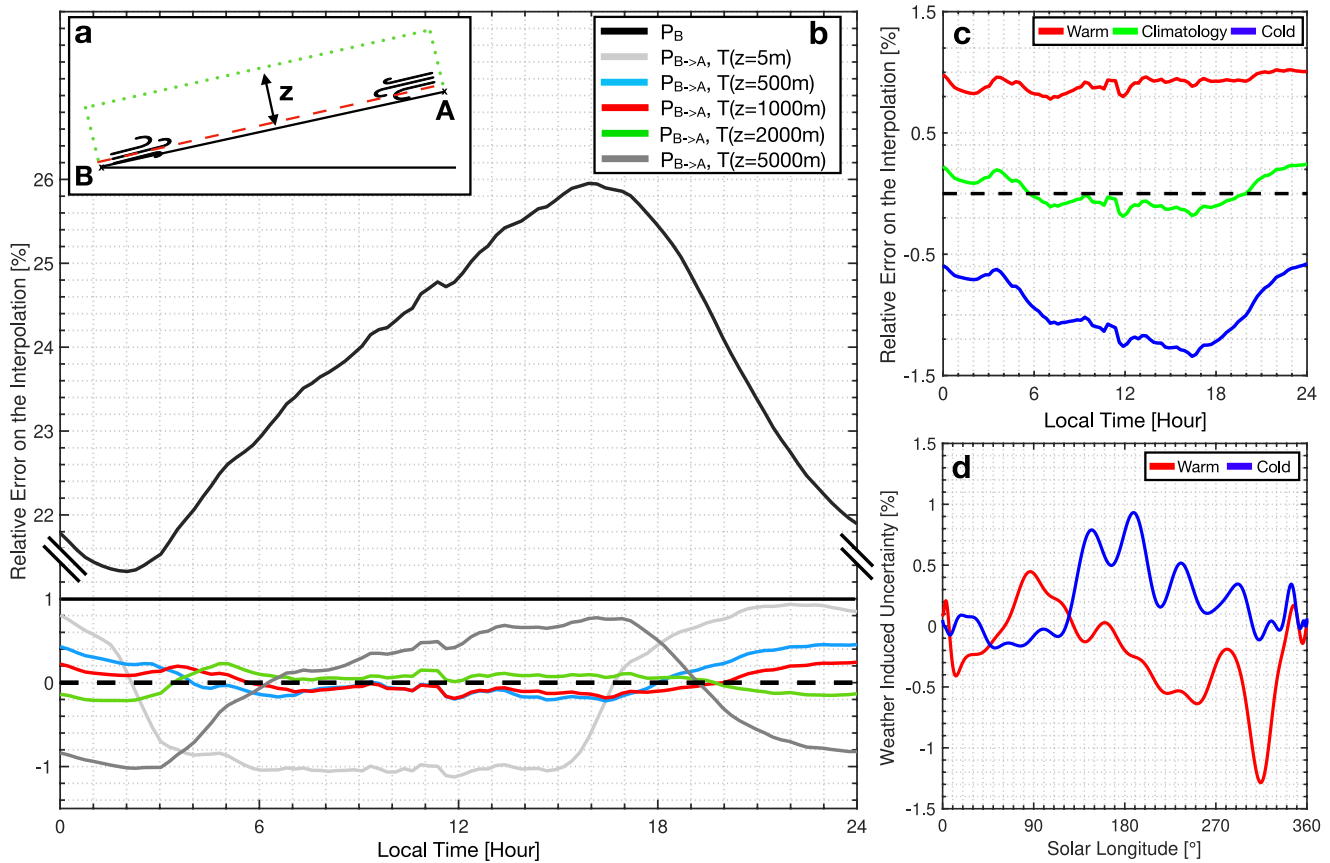 a
z
A
B
b
P_B
P_B->A, T(z=5m)
P_B->A, T(z=500m)
P_B->A, T(z=1000m)
P_B->A, T(z=2000m)
P_B->A, T(z=5000m)
Relative Error on the Interpolation [%]
26
25
24
23
22
1
0
-1
0 6 12 18 24
Local Time [Hour]
c
Warm Climatology Cold
Relative Error on the Interpolation [%]
1.5
0.5
-0.5
-1.5
0 6 12 18 24
Local Time [Hour]
d
Warm Cold
Weather Induced Uncertainty [%]
1.5
1
0.5
0
-0.5
-1
-1.5
0 90 180 270 360
Solar Longitude [°]